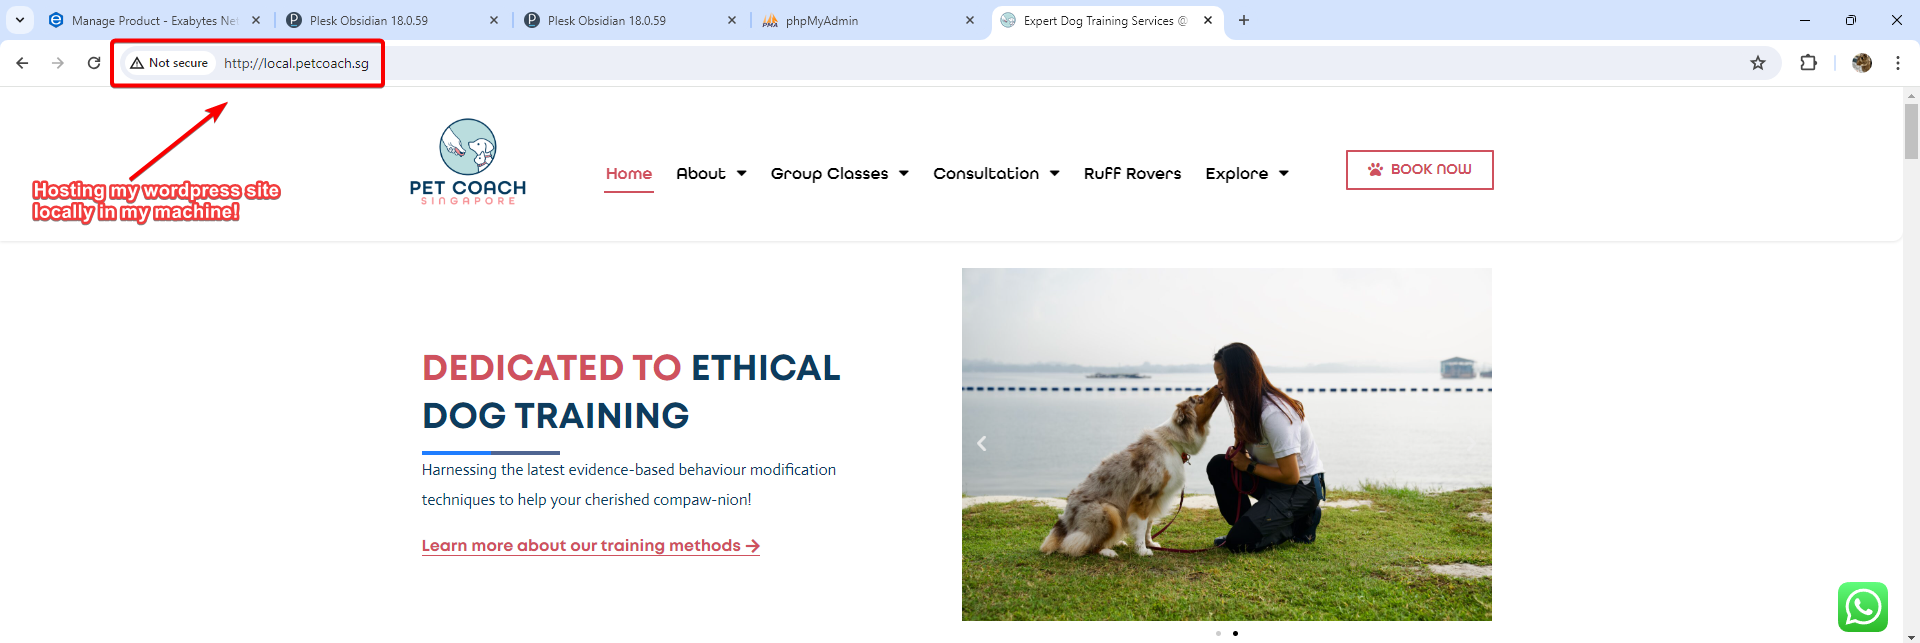 Manage Product - Exabytes Net
Plesk Obsidian 18.0.59
Plesk Obsidian 18.0.59
phpMyAdmin
Expert Dog Training Services @
Not secure
http://local.petcoach.sg
Hosting my wordpress site
locally in my machine!
PET COACH
SINGAPORE
Home
About
Group Classes
Consultation
Ruff Rovers
Explore
BOOK NOW
DEDICATED TO ETHICAL
DOG TRAINING
Harnessing the latest evidence-based behaviour modification
techniques to help your cherished compaw-nion!
Learn more about our training methods →